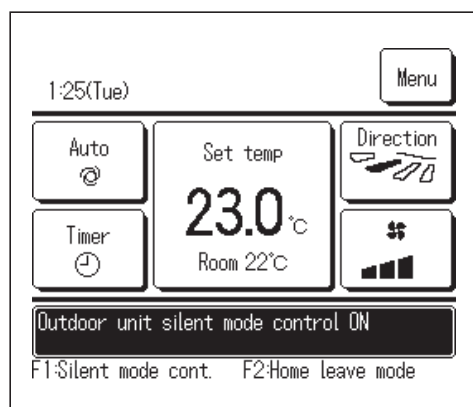 1:25(Tue)
Menu
Auto
Set temp
Direction
23.0°C
Timer
Room 22°C
Outdoor unit silent mode control ON
F1:Silent mode cont. F2:Home leave mode